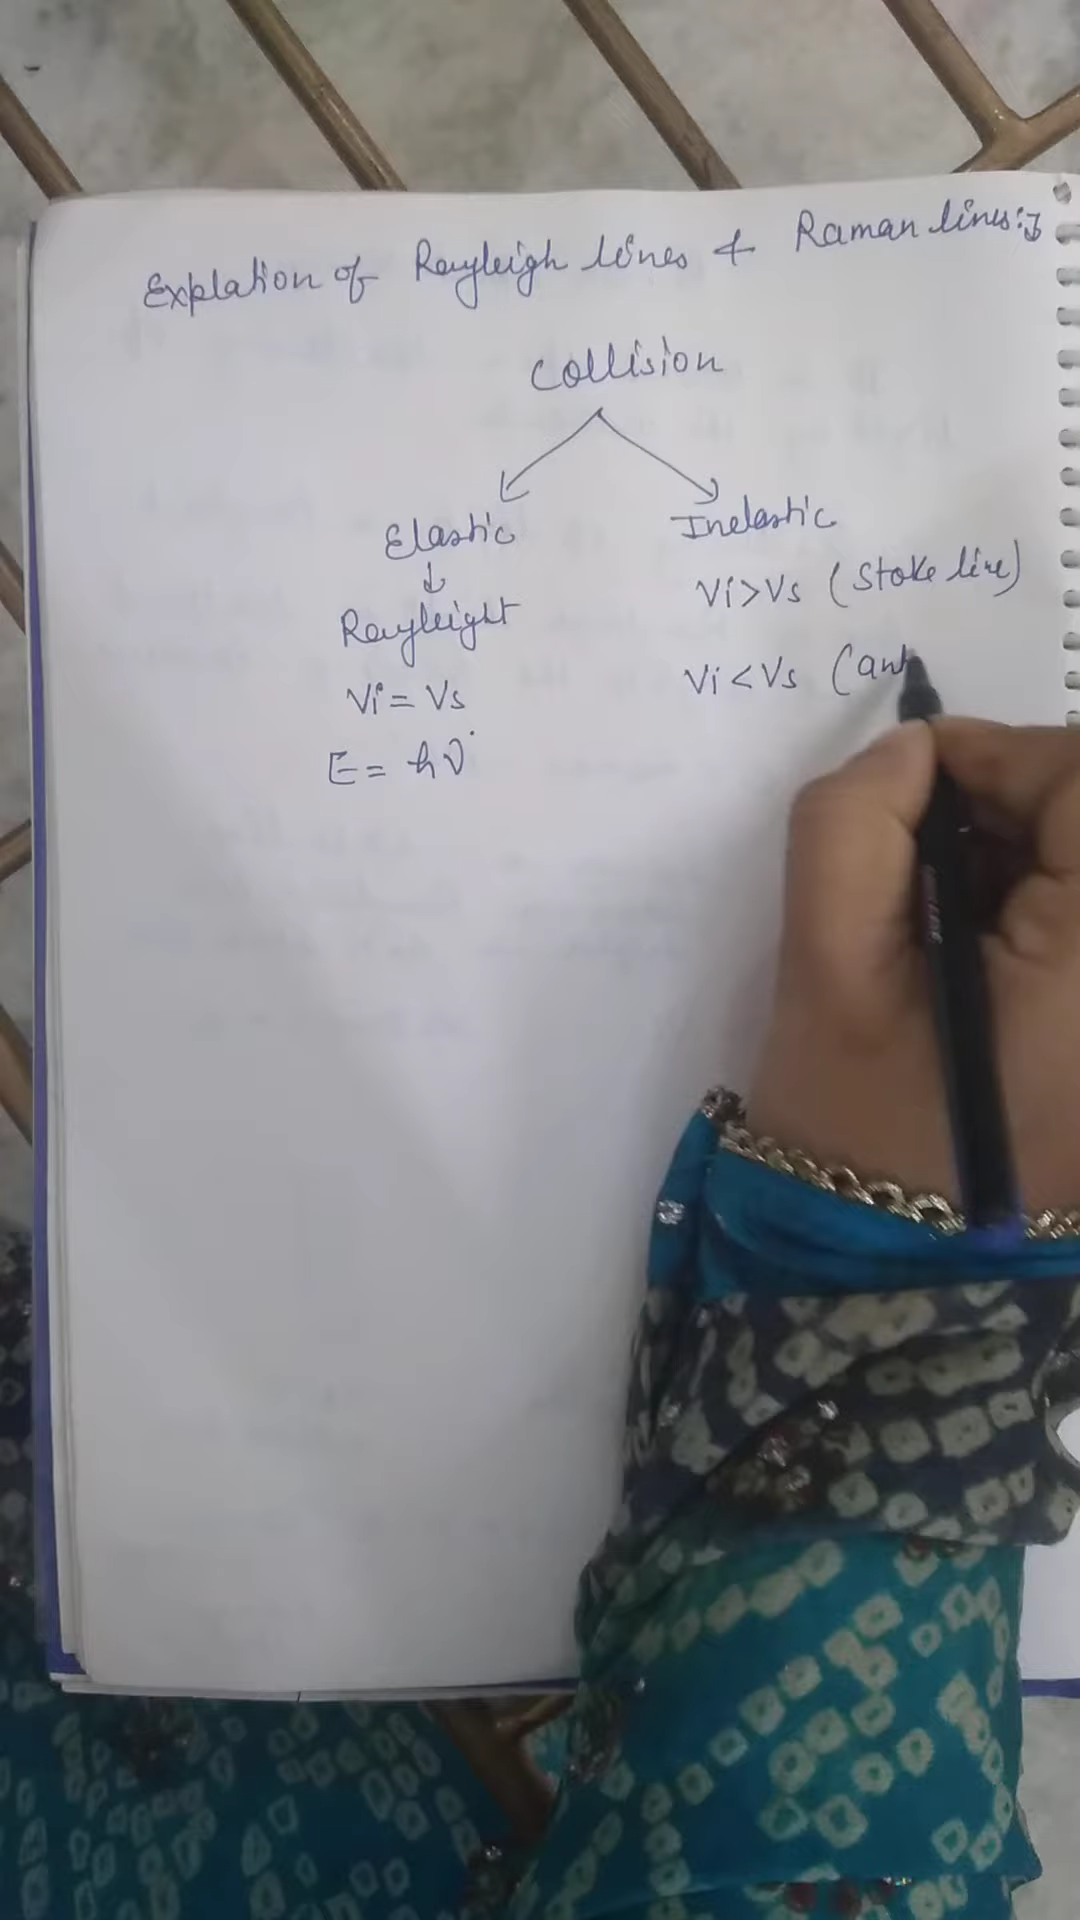 Explation of Rayleigh lines & Raman lines:→
Collision
Elastic
Inelastic
↓
Rayleight
Vi>Vs (Stoke line)
Vi = Vs
Vi<Vs (ant
E = hν